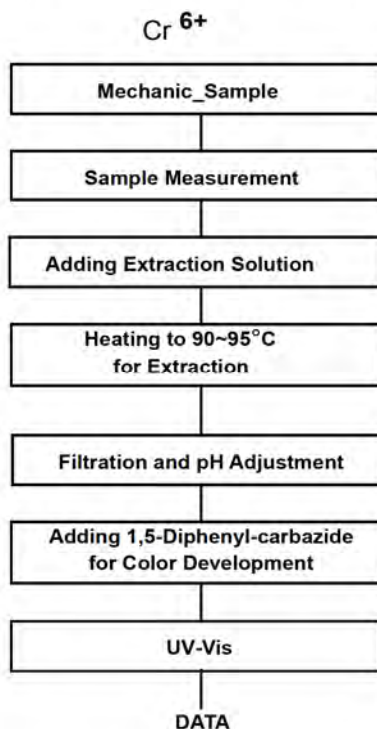 Cr 6+
Mechanic_Sample
Sample Measurement
Adding Extraction Solution
Heating to 90~95°C
for Extraction
Filtration and pH Adjustment
Adding 1,5-Diphenyl-carbazide
for Color Development
UV-Vis
DATA